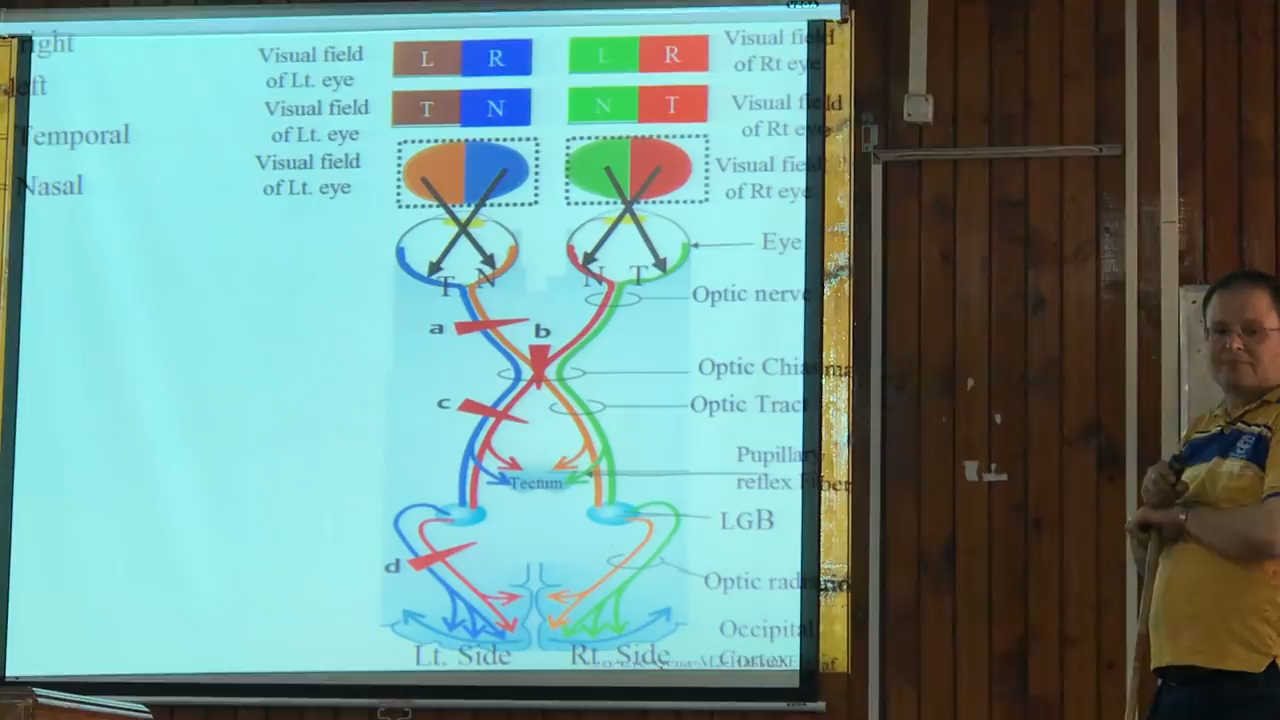 VEGA
right
left
Temporal
Nasal
Visual field
of Lt. eye
L R
L R
Visual field
of Rt eye
Visual field
of Lt. eye
T N
N T
Visual field
of Rt eye
Visual field
of Lt. eye
Visual field
of Rt eye
Eye
T N
N T
Optic nerve
a
b
Optic Chiasma
c
Optic Tract
Pupillary
reflex Fiber
Tectum
LGB
d
Optic radiation
Occipital
Cortex
Lt. Side
Rt. Side
VEGA